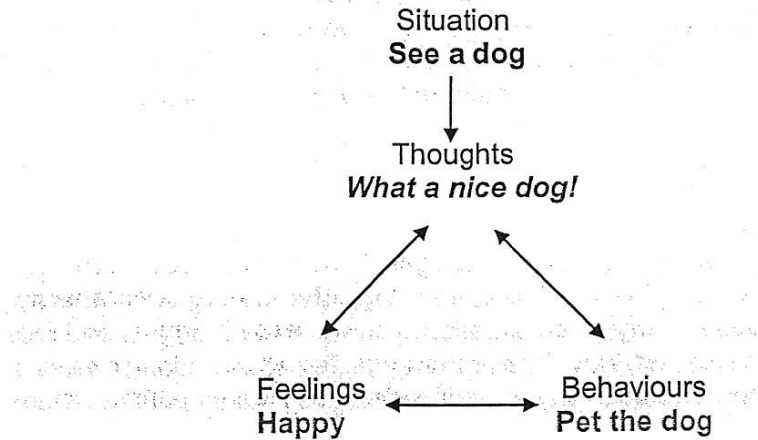 Situation
See a dog
Thoughts
What a nice dog!
Feelings
Happy
Behaviours
Pet the dog